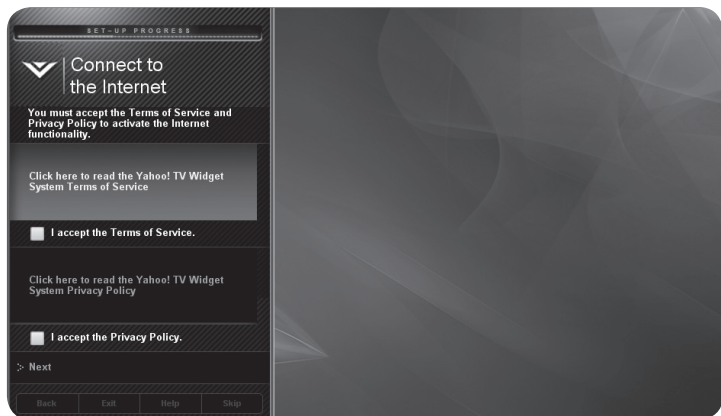 SET-UP PROGRESS
Connect to
the Internet
You must accept the Terms of Service and
Privacy Policy to activate the Internet
functionality.
Click here to read the Yahoo! TV Widget
System Terms of Service
I accept the Terms of Service.
Click here to read the Yahoo! TV Widget
System Privacy Policy
I accept the Privacy Policy.
Next
Back Exit Help Skip